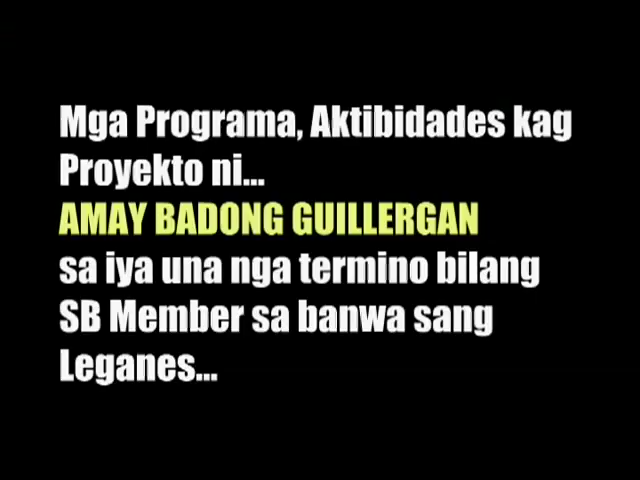 Mga Programa, Aktibidades kag
Proyekto ni...
AMAY BADONG GUILLERGAN
sa iya una nga termino bilang
SB Member sa banwa sang
Leganes...